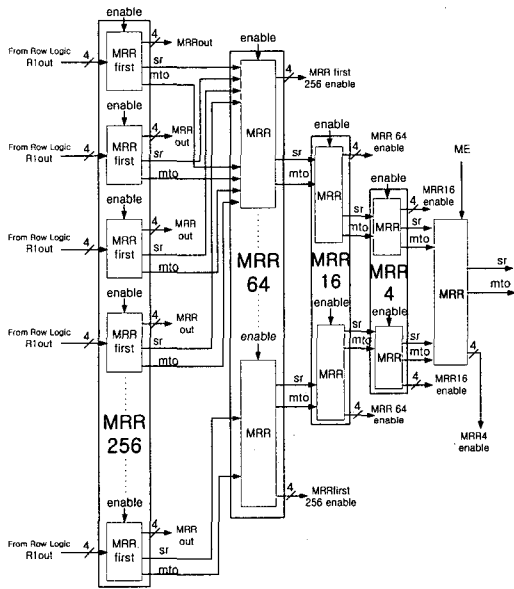 enable
From Row Logic
R1out
4
MRR
first
4
MRRout
sr
mto
enable
From Row Logic
R1out
4
MRR
first
4
MRR
out
sr
mto
enable
From Row Logic
R1out
4
MRR
first
4
MRR
out
sr
mto
enable
From Row Logic
R1out
4
MRR
first
4
MRR
out
sr
mto
MRR
256
enable
From Row Logic
R1out
4
MRR
first
4
MRR
out
sr
mto
enable
MRR
4
MRR first
256 enable
sr
mto
MRR
64
enable
MRR
sr
mto
4
MRRfirst
256 enable
enable
MRR
4
MRR 64
enable
sr
mto
MRR
16
enable
MRR
sr
mto
4
MRR 64
enable
enable
MRR
4
MRR16
enable
sr
mto
MRR
4
enable
MRR
sr
mto
4
MRR16
enable
ME
MRR
sr
mto
4
MRR4
enable